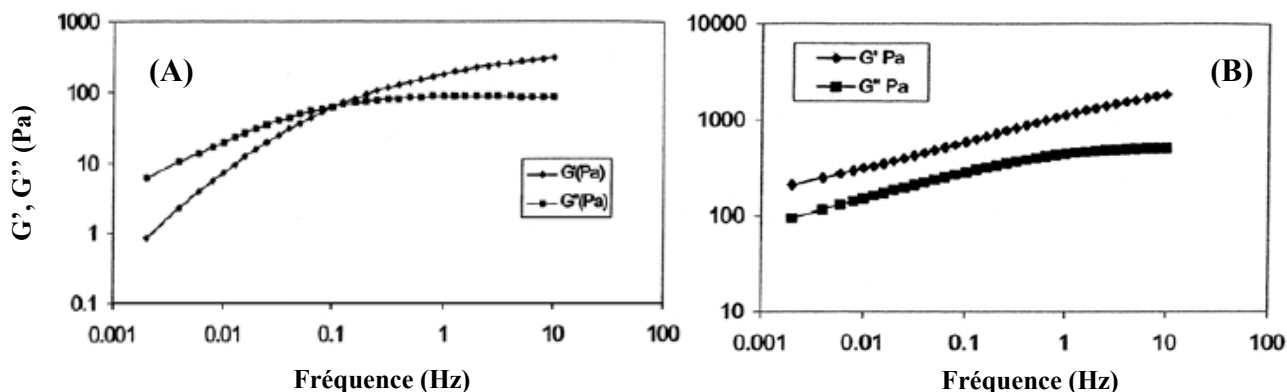 1000
(A)
100
10
1
0.1
G', G'' (Pa)
G'(Pa)
G"(Pa)
0.001 0.01 0.1 1 10 100
Fréquence (Hz)
10000
G' Pa
G" Pa
(B)
1000
100
10
0.001 0.01 0.1 1 10 100
Fréquence (Hz)